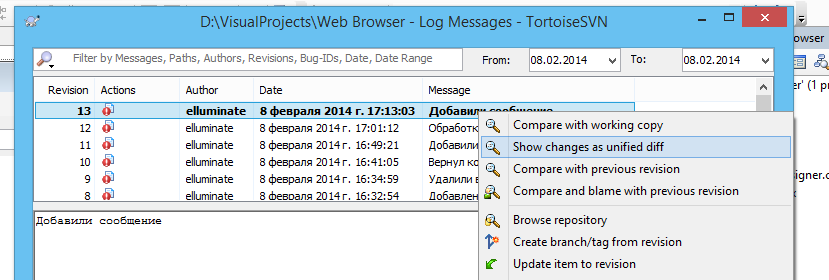 D:\VisualProjects\Web Browser - Log Messages - TortoiseSVN
Filter by Messages, Paths, Authors, Revisions, Bug-IDs, Date, Date Range From: 08.02.2014 To: 08.02.2014
rowser
er' (1 pr
Revision Actions Author Date Message
13 elluminate 8 февраля 2014 г. 17:13:03 Добавили сообщение
12 elluminate 8 февраля 2014 г. 17:01:12 Обработк
11 elluminate 8 февраля 2014 г. 16:49:21 Добавили
10 elluminate 8 февраля 2014 г. 16:41:05 Вернул ко
9 elluminate 8 февраля 2014 г. 16:34:59 Удалили в
8 elluminate 8 февраля 2014 г. 16:32:54 Добавлен
Compare with working copy
Show changes as unified diff
Compare with previous revision
Compare and blame with previous revision
Browse repository
Create branch/tag from revision
Update item to revision
signer.c
Добавили сообщение